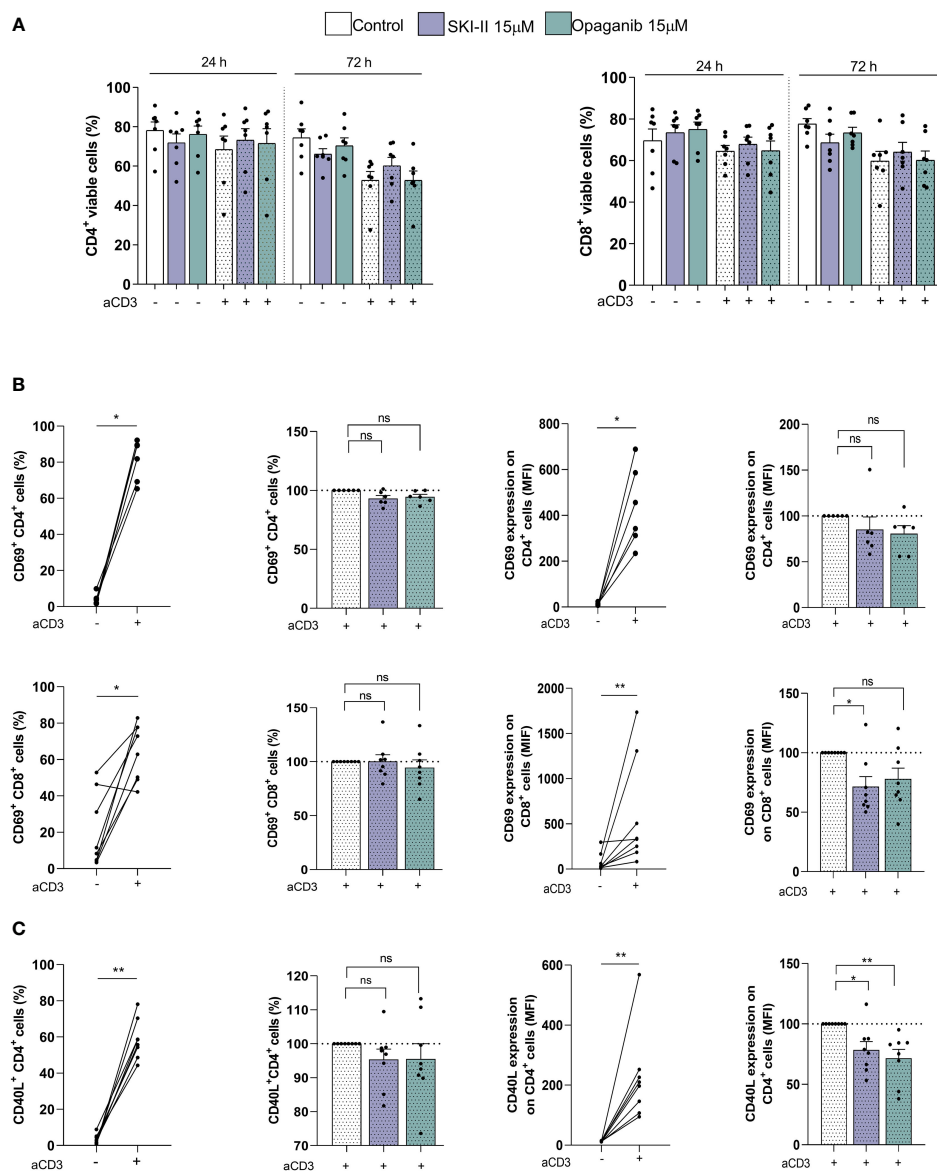 A
Control SKI-II 15μM Opaganib 15μM
24 h 72 h
CD4+ viable cells (%)
100
80
60
40
20
0
aCD3 - - - + + + - - - + + +
24 h 72 h
CD8+ viable cells (%)
100
80
60
40
20
0
aCD3 - - - + + + - - - + + +
B
CD69+ CD4+ cells (%)
100
80
60
40
20
0
*
aCD3 - +
CD69+ CD4+ cells (%)
150
100
50
0
ns
ns
aCD3 + + +
CD69 expression on
CD4+ cells (MFI)
800
600
400
200
0
*
aCD3 - +
CD69 expression on
CD4+ cells (MFI)
200
150
100
50
0
ns
ns
aCD3 + + +
CD69+ CD8+ cells (%)
100
80
60
40
20
0
*
aCD3 - +
CD69+ CD8+ cells (%)
150
100
50
0
ns
ns
aCD3 + + +
CD69 expression on
CD8+ cells (MIF)
2000
1500
1000
500
0
**
aCD3 - +
CD69 expression
on CD8+ cells (MFI)
150
100
50
0
ns
*
aCD3 + + +
C
CD40L+ CD4+ cells (%)
100
80
60
40
20
0
**
aCD3 - +
CD40L+CD4+ cells (%)
120
110
100
90
80
70
ns
ns
aCD3 + + +
CD40L expression
on CD4+ cells (MFI)
600
400
200
0
**
aCD3 - +
CD40L expression on
CD4+ cells (MFI)
150
100
50
0
**
*
aCD3 + + +